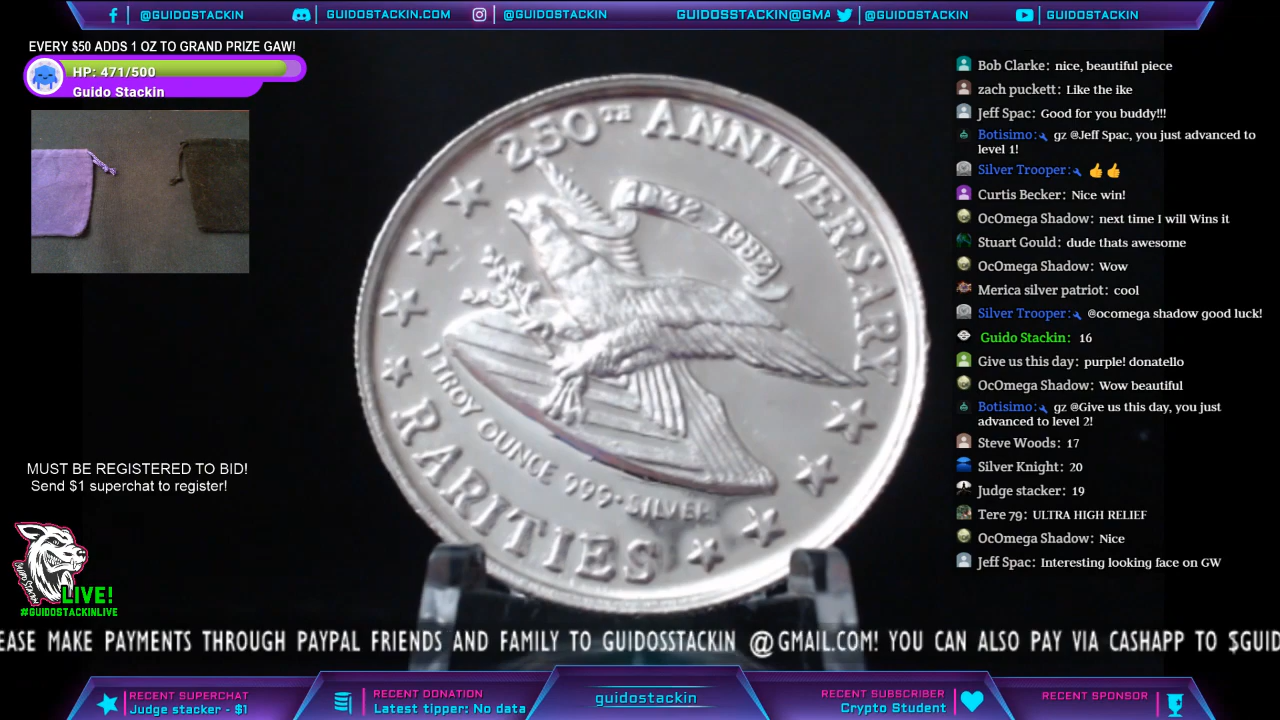 @GUIDOSTACKIN
GUIDOSTACKIN.COM
@GUIDOSTACKIN
GUIDOSSTACKIN@GMA
@GUIDOSTACKIN
GUIDOSTACKIN
EVERY $50 ADDS 1 OZ TO GRAND PRIZE GAW!
HP: 471/500
Guido Stackin
250TH ANNIVERSARY
1732 1982
1 TROY OUNCE 999+SILVER
RARITIES
Bob Clarke: nice, beautiful piece
zach puckett: Like the ike
Jeff Spac: Good for you buddy!!!
Botisimo: gz @Jeff Spac, you just advanced to
level 1!
Silver Trooper: 👍👍
Curtis Becker: Nice win!
OcOmega Shadow: next time I will Wins it
Stuart Gould: dude thats awesome
OcOmega Shadow: Wow
Merica silver patriot: cool
Silver Trooper: @ocomega shadow good luck!
Guido Stackin: 16
Give us this day: purple! donatello
OcOmega Shadow: Wow beautiful
Botisimo: gz @Give us this day, you just
advanced to level 2!
Steve Woods: 17
Silver Knight: 20
Judge stacker: 19
Tere 79: ULTRA HIGH RELIEF
OcOmega Shadow: Nice
Jeff Spac: Interesting looking face on GW
MUST BE REGISTERED TO BID!
Send $1 superchat to register!
GUIDO STACKIN
LIVE!
#GUIDOSTACKINLIVE
EASE MAKE PAYMENTS THROUGH PAYPAL FRIENDS AND FAMILY TO GUIDOSSTACKIN @GMAIL.COM! YOU CAN ALSO PAY VIA CASHAPP TO $GUID
RECENT SUPERCHAT
Judge stacker - $1
RECENT DONATION
Latest tipper: No data
guidostackin
RECENT SUBSCRIBER
Crypto Student
RECENT SPONSOR